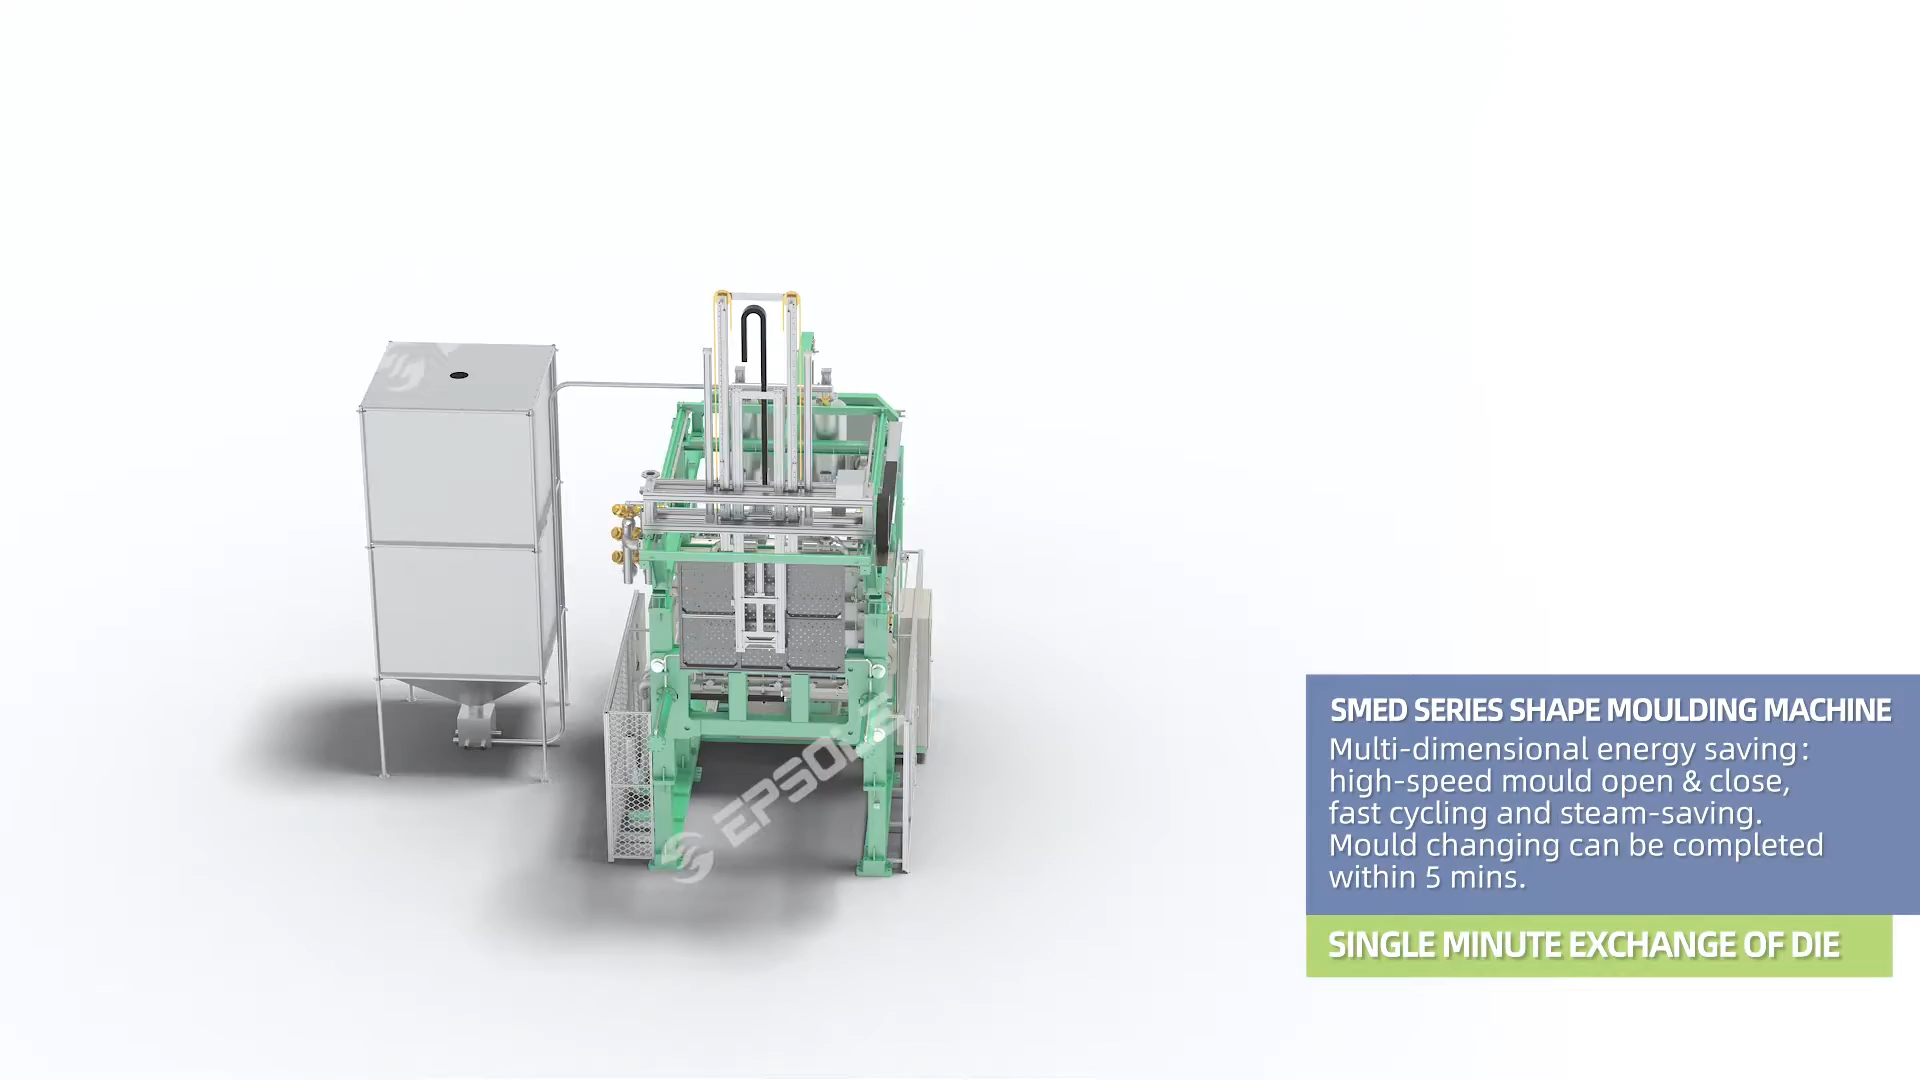 SMED SERIES SHAPE MOULDING MACHINE
Multi-dimensional energy saving:
high-speed mould open & close,
fast cycling and steam-saving.
Mould changing can be completed
within 5 mins.
SINGLE MINUTE EXCHANGE OF DIE